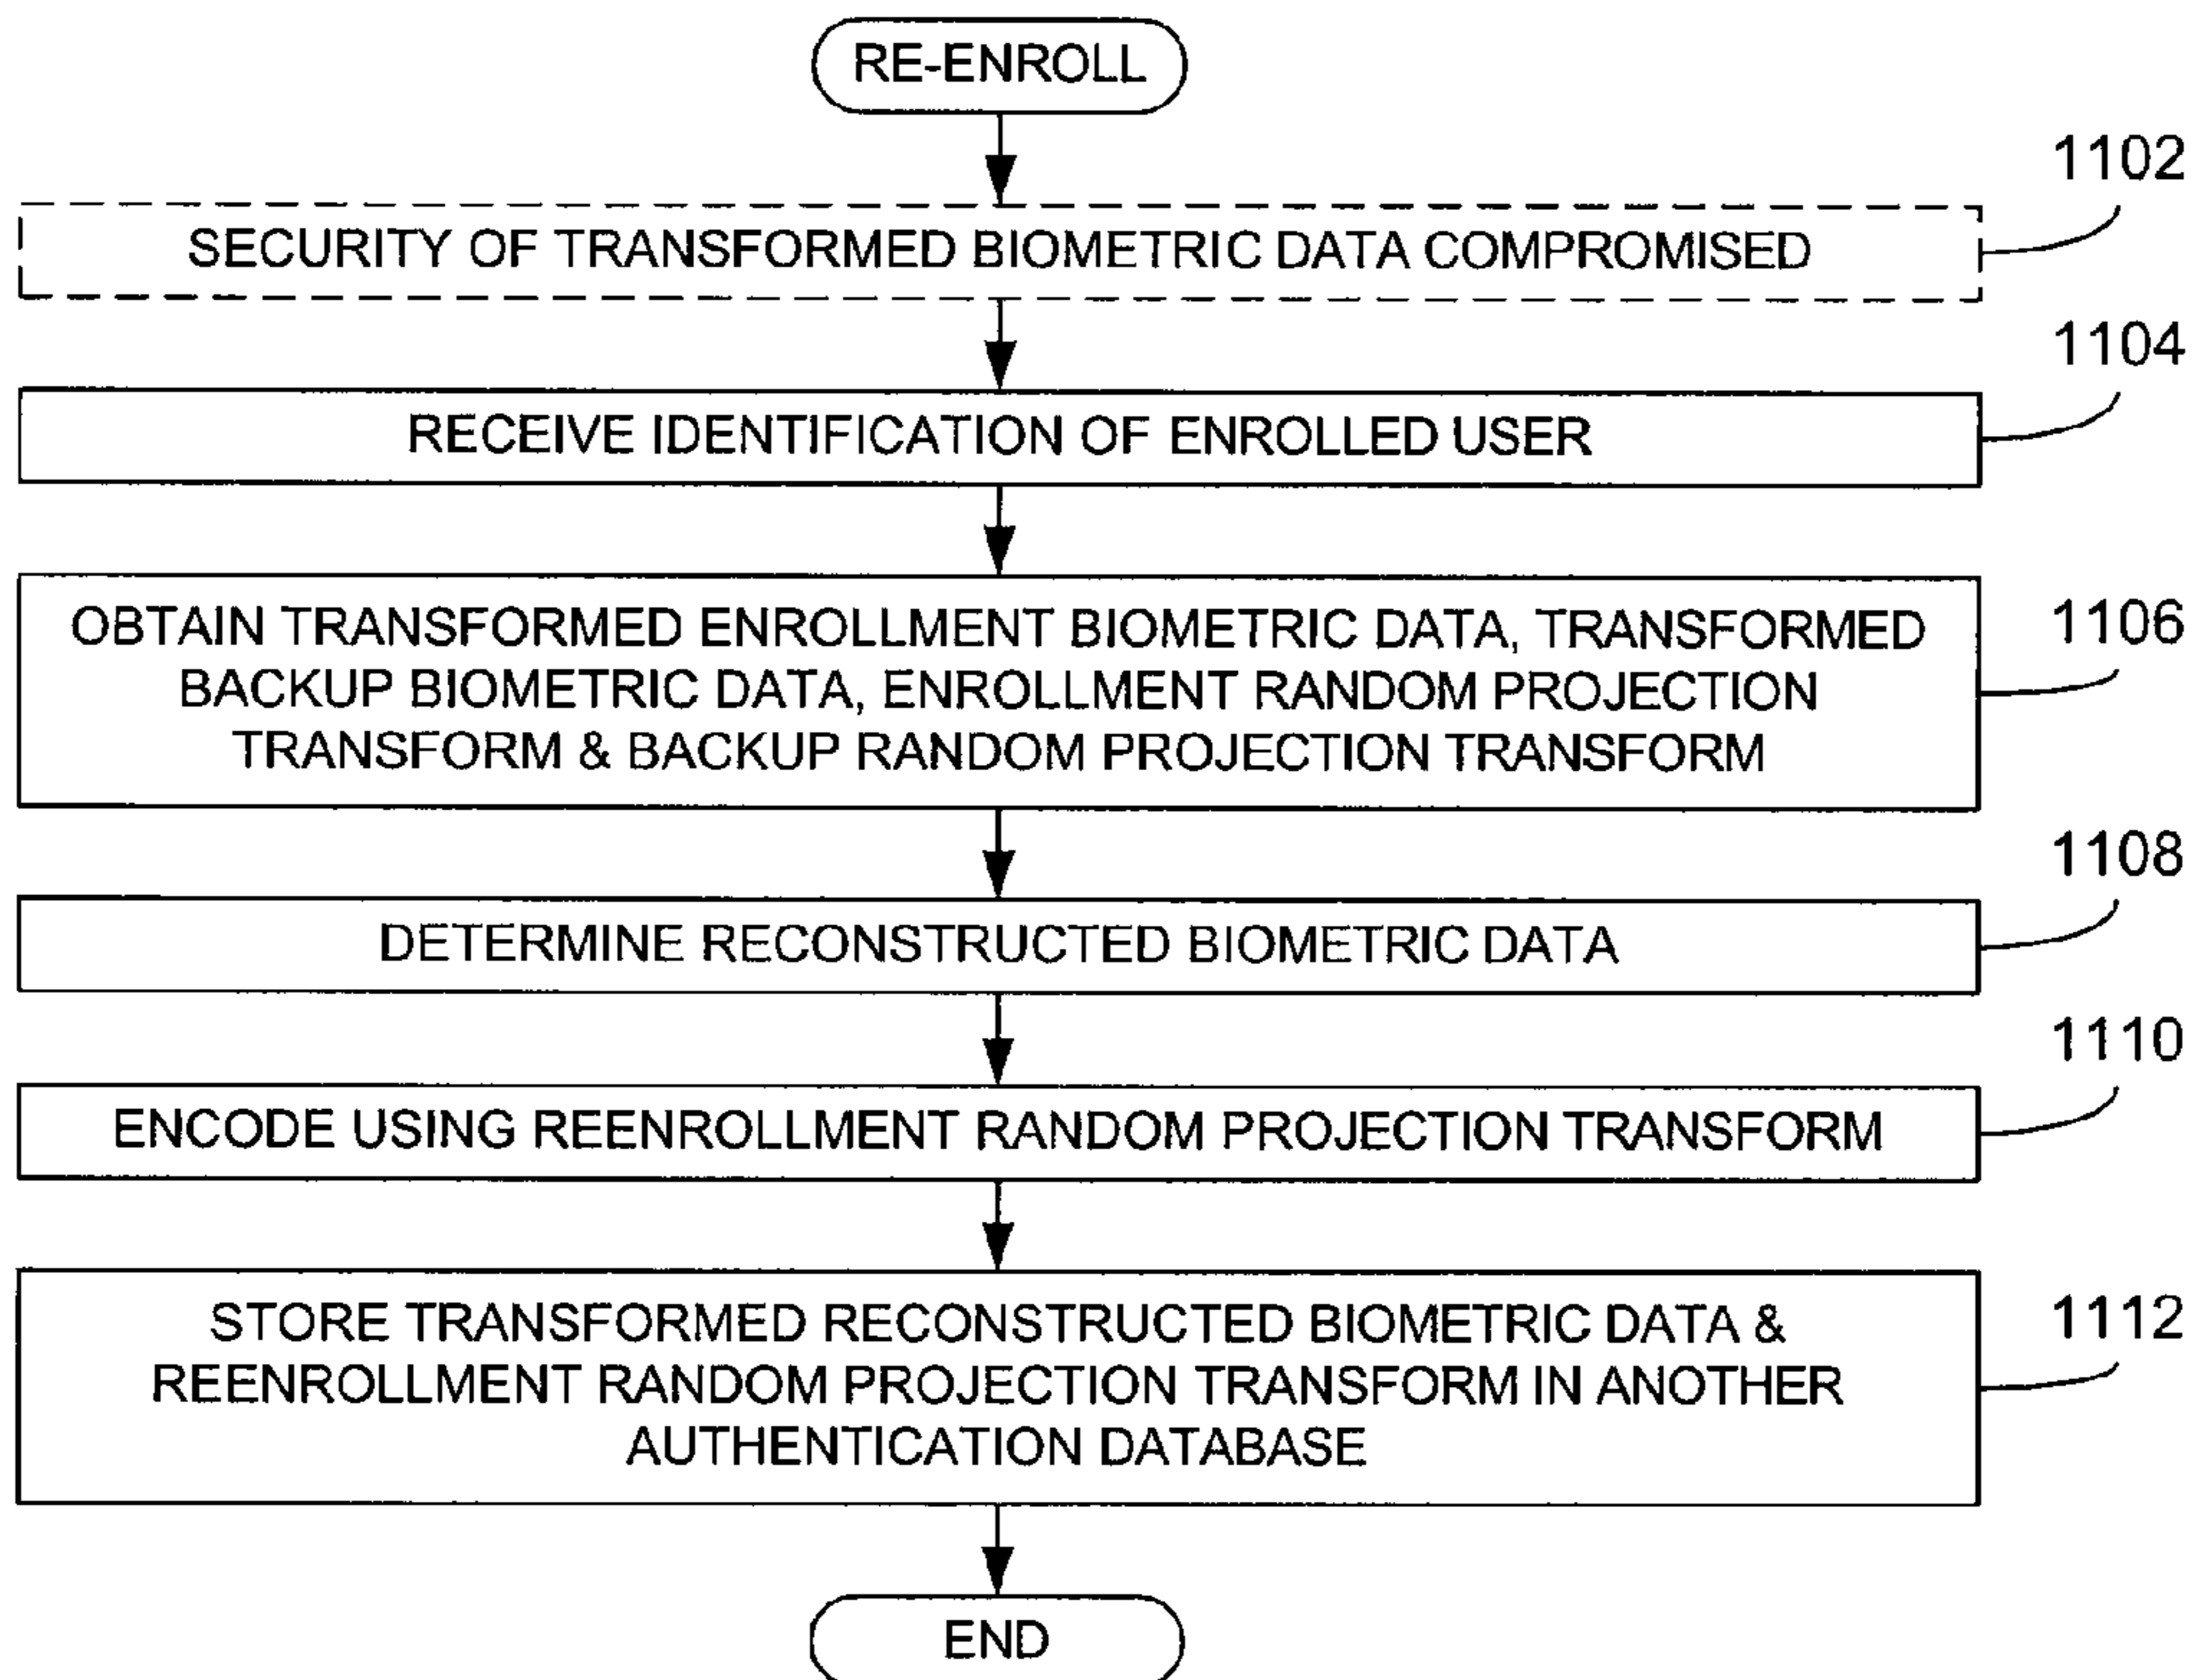 RE-ENROLL
1102
SECURITY OF TRANSFORMED BIOMETRIC DATA COMPROMISED
1104
RECEIVE IDENTIFICATION OF ENROLLED USER
1106
OBTAIN TRANSFORMED ENROLLMENT BIOMETRIC DATA, TRANSFORMED
BACKUP BIOMETRIC DATA, ENROLLMENT RANDOM PROJECTION
TRANSFORM & BACKUP RANDOM PROJECTION TRANSFORM
1108
DETERMINE RECONSTRUCTED BIOMETRIC DATA
1110
ENCODE USING REENROLLMENT RANDOM PROJECTION TRANSFORM
1112
STORE TRANSFORMED RECONSTRUCTED BIOMETRIC DATA &
REENROLLMENT RANDOM PROJECTION TRANSFORM IN ANOTHER
AUTHENTICATION DATABASE
END